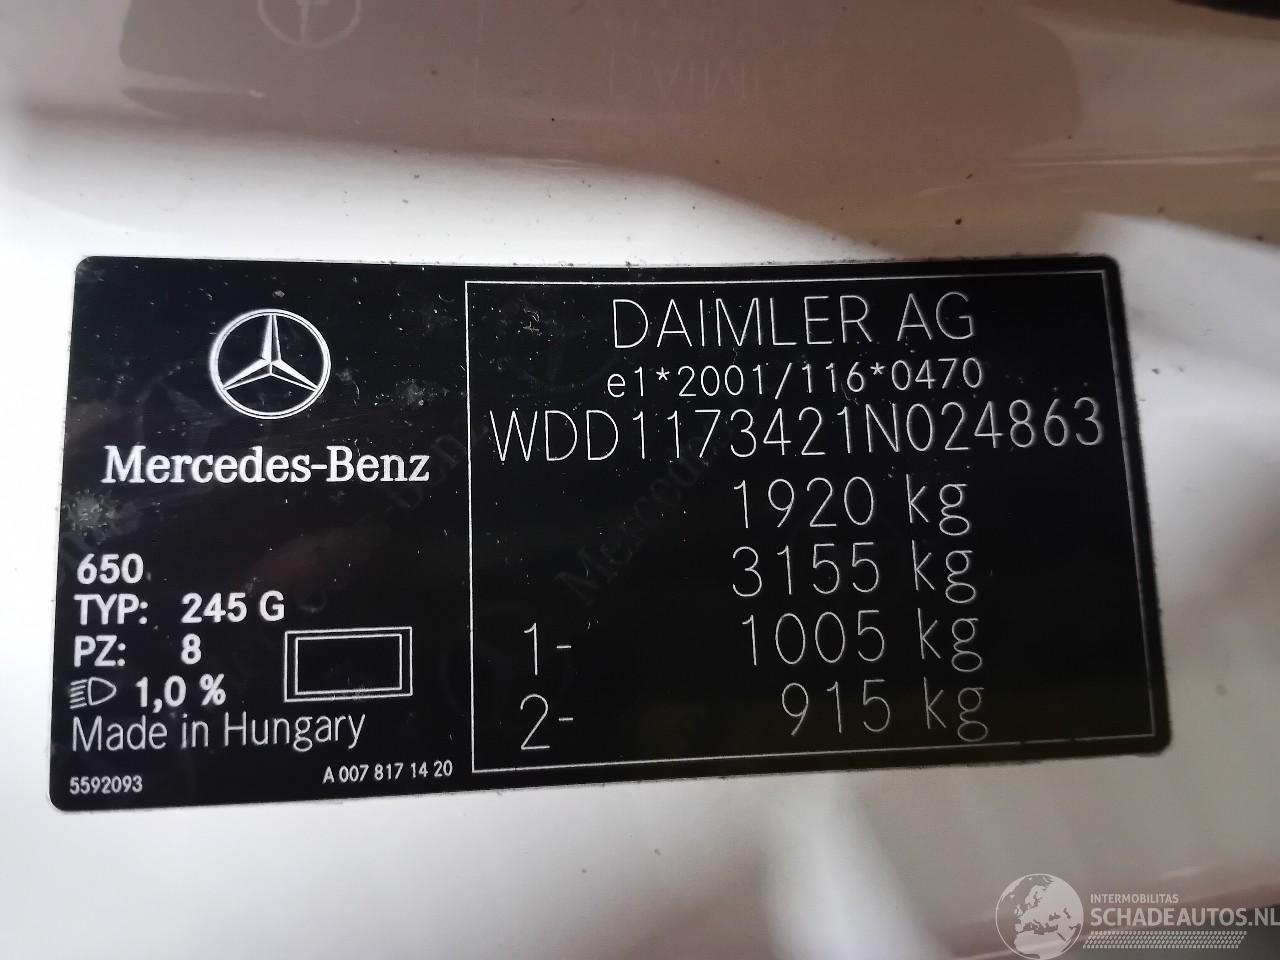 Mercedes-Benz
650
TYP: 245 G
PZ: 8
1,0 %
Made in Hungary
5592093
A 007 817 14 20
DAIMLER AG
e1*2001/116*0470
WDD1173421N024863
1920 kg
3155 kg
1- 1005 kg
2- 915 kg
INTERMOBILITAS
SCHADEAUTOS.NL